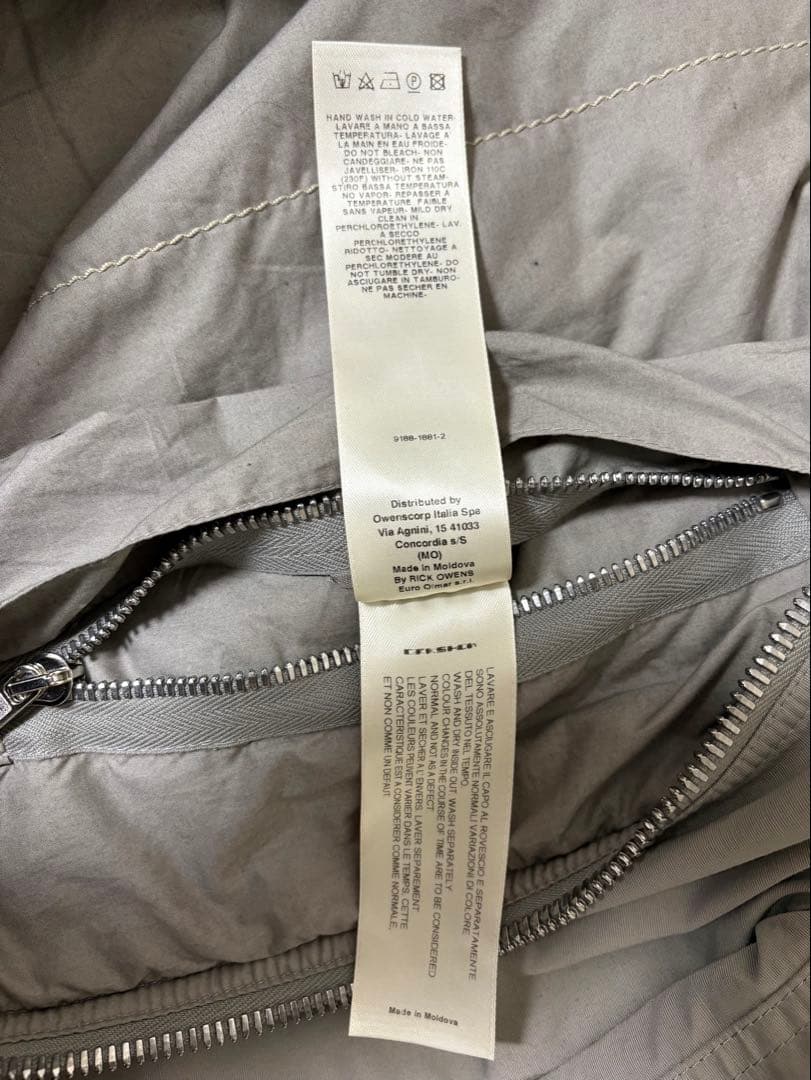 HAND WASH IN COLD WATER-
LAVARE A MANO A BASSA
TEMPERATURA- LAVAGE A'
LA MAIN EN EAU FROIDE-
DO NOT BLEACH- NON
CANDEGGIARE- NE PAS
JAVELLISER- IRON 110C
(230F) WITHOUT STEAM-
STIRO BASSA TEMPERATURA
NO VAPOR- REPASSER A
TEMPERATURE FAIBLE
SANS VAPEUR- MILD DRY
CLEAN IN
PERCHLOROETHYLENE- LAV.
A SECCO
PERCHLORETHYLENE
RIDOTTO- NETTOYAGE A
SEC MODERE AU
PERCHLORETHYLENE- DO
NOT TUMBLE DRY- NON
ASCIUGARE IN TAMBURO-
NE PAS SECHER EN
MACHINE-
9188-1881-2
Distributed by
Owenscorp Italia Spa
Via Agnini, 15 41033
Concordia s/S
(MO)
Made in Moldova
By RICK OWENS
Euro Olmar s.r.l.
DRKSHDW
LAVARE E ASCIUGARE IL CAPO AL ROVESCIO E SEPARATAMENTE
SONO ASSOLUTAMENTE NORMALI VARIAZIONI DI COLORE
DEL TESSUTO NEL TEMPO.
WASH AND DRY INSIDE OUT. WASH SEPARATELY
COLOUR CHANGES IN THE COURSE OF TIME ARE TO BE CONSIDERED
NORMAL AND NOT AS A DEFECT
LAVER ET SECHER A L'ENVERS. LAVER SEPAREMENT
LES COULEURS PEUVENT VARIER DANS LE TEMPS. CETTE
CARACTERISTIQUE EST A CONSIDERER COMME NORMALE,
ET NON COMME UN DEFAUT.
Made in Moldova